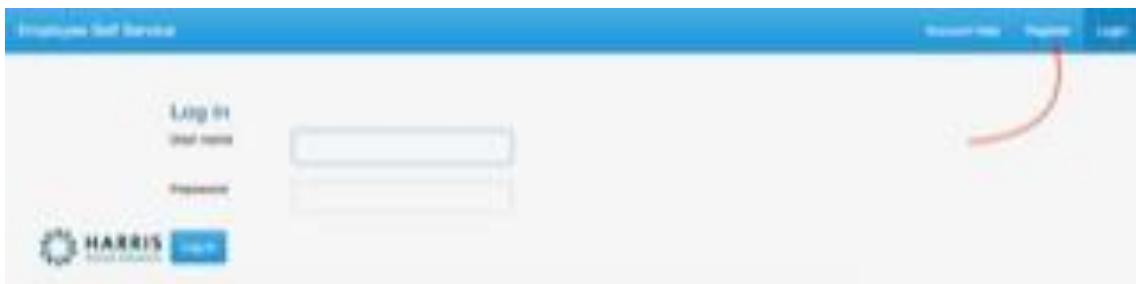 Employee Self Service
Account Help Register Login
Log in
User name
Password
HARRIS
Log in